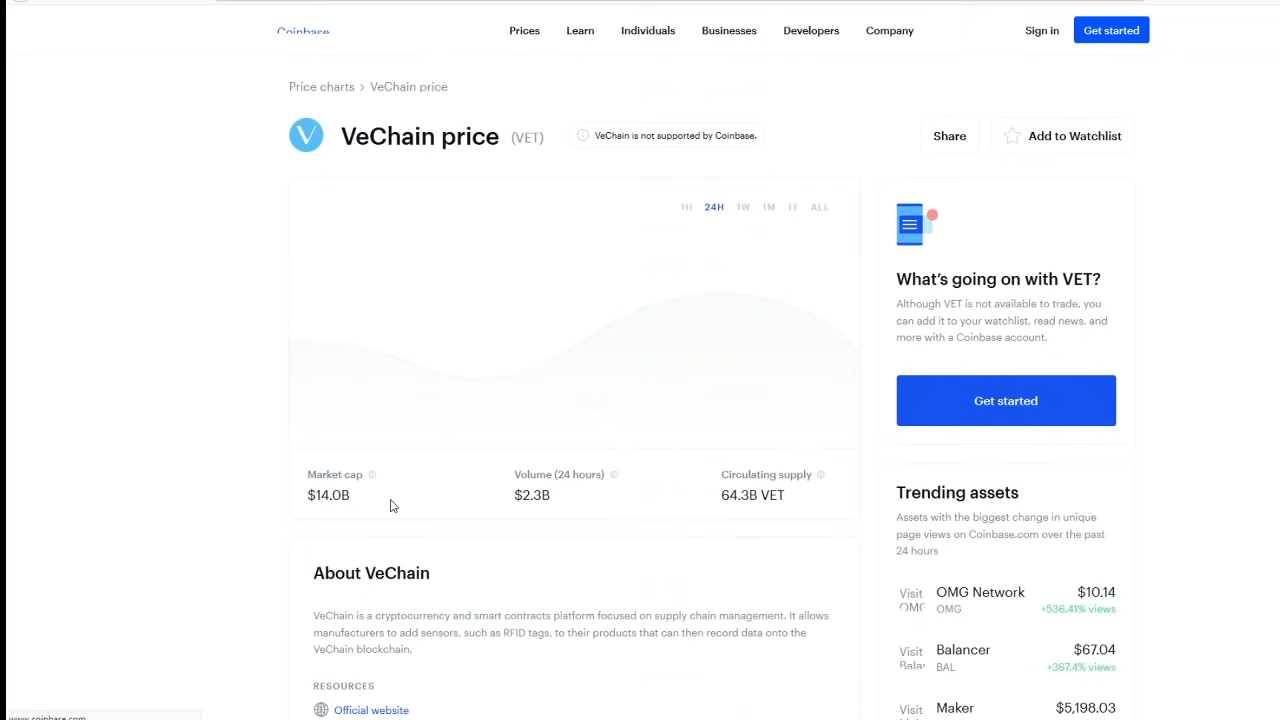 Coinbase
Prices
Learn
Individuals
Businesses
Developers
Company
Sign in
Get started
Price charts > VeChain price
VeChain price (VET)
VeChain is not supported by Coinbase.
Share
Add to Watchlist
1H 24H 1W 1M 1Y ALL
Market cap
$14.0B
Volume (24 hours)
$2.3B
Circulating supply
64.3B VET
About VeChain
VeChain is a cryptocurrency and smart contracts platform focused on supply chain management. It allows
manufacturers to add sensors, such as RFID tags, to their products that can then record data onto the
VeChain blockchain.
RESOURCES
Official website
What's going on with VET?
Although VET is not available to trade, you
can add it to your watchlist, read news, and
more with a Coinbase account.
Get started
Trending assets
Assets with the biggest change in unique
page views on Coinbase.com over the past
24 hours
Visit
OMG
OMG Network
$10.14
OMG
+536.41% views
Visit
Balancer
$67.04
BAL
+367.4% views
Visit
Maker
$5,198.03
www.coinbase.com